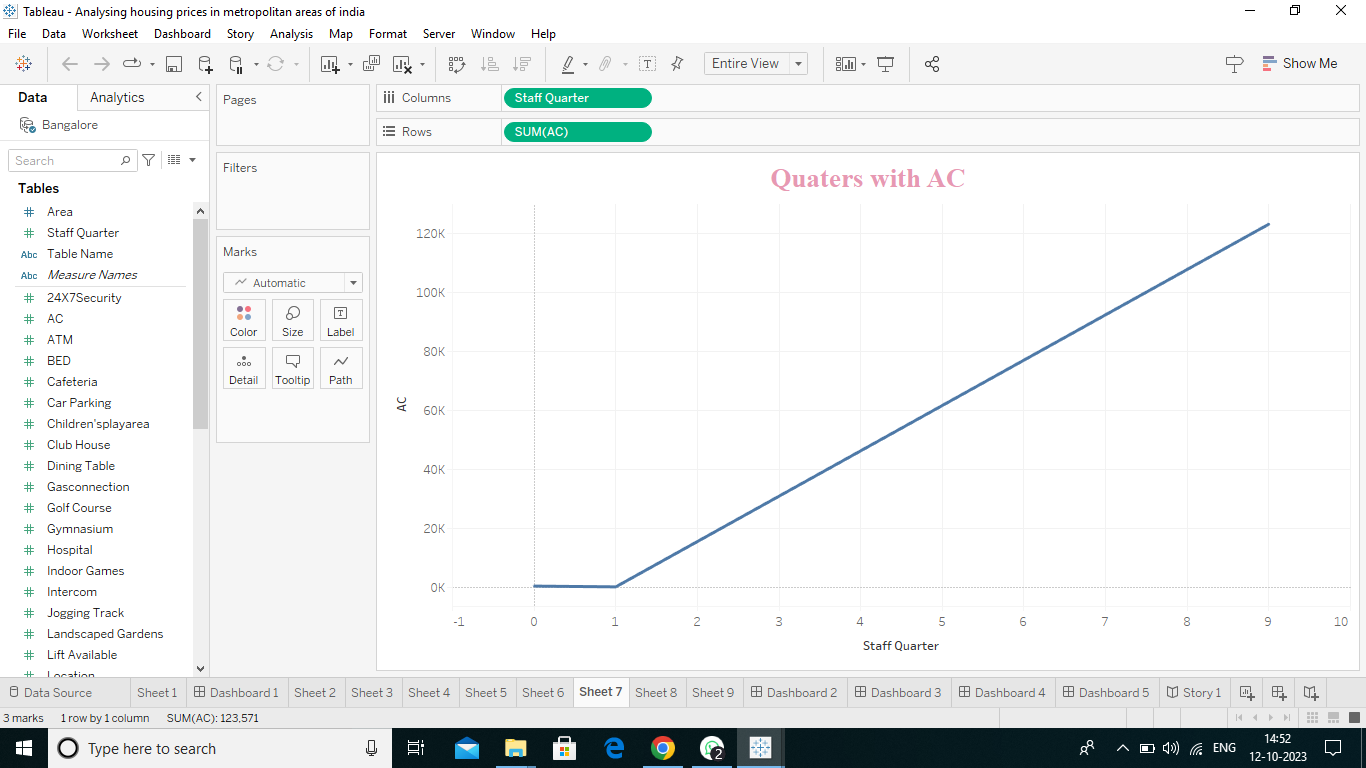 Tableau - Analysing housing prices in metropolitan areas of india
File Data Worksheet Dashboard Story Analysis Map Format Server Window Help
Entire View
Show Me
Data Analytics
Bangalore
Search
Tables
Area
Staff Quarter
Abc Table Name
Abc Measure Names
24X7Security
AC
ATM
BED
Cafeteria
Car Parking
Children'splayarea
Club House
Dining Table
Gasconnection
Golf Course
Gymnasium
Hospital
Indoor Games
Intercom
Jogging Track
Landscaped Gardens
Lift Available
Location
Pages
Filters
Marks
Automatic
Color Size Label
Detail Tooltip Path
Columns Staff Quarter
Rows SUM(AC)
Quaters with AC
120K
100K
80K
60K
40K
20K
0K
AC
-1 0 1 2 3 4 5 6 7 8 9 10
Staff Quarter
Data Source Sheet 1 Dashboard 1 Sheet 2 Sheet 3 Sheet 4 Sheet 5 Sheet 6 Sheet 7 Sheet 8 Sheet 9 Dashboard 2 Dashboard 3 Dashboard 4 Dashboard 5 Story 1
3 marks 1 row by 1 column SUM(AC): 123,571
Type here to search
2
ENG
14:52
12-10-2023